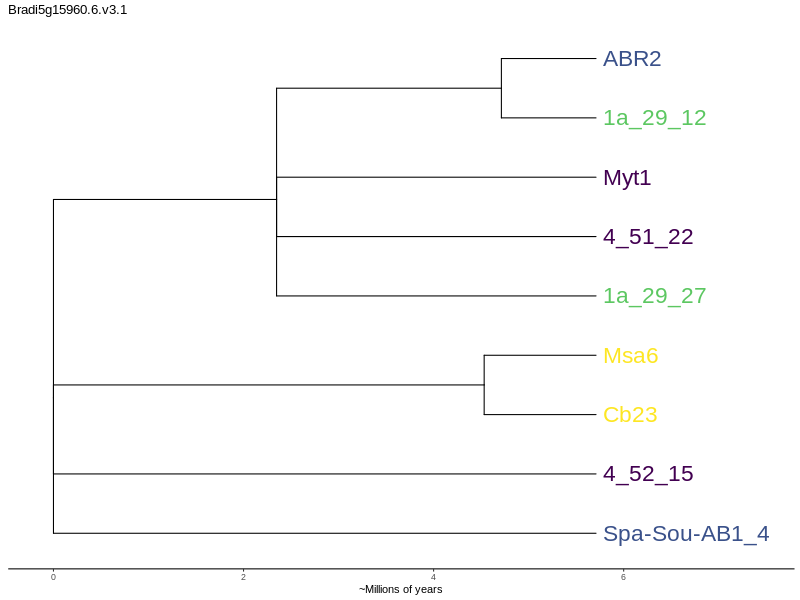 Bradi5g15960.6.v3.1
ABR2
1a_29_12
Myt1
4_51_22
1a_29_27
Msa6
Cb23
4_52_15
Spa-Sou-AB1_4
0 2 4 6
~Millions of years